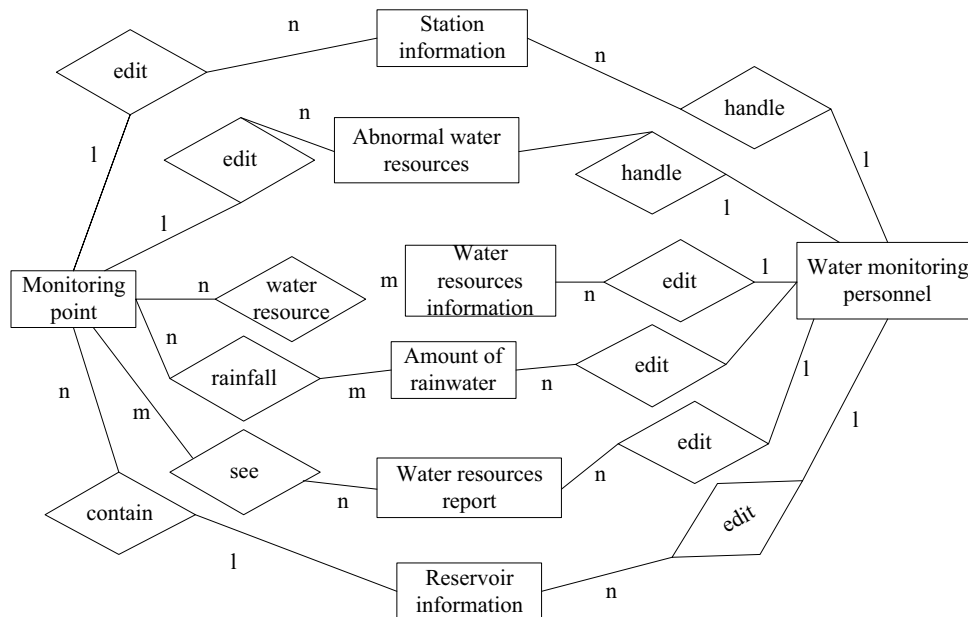 n
Station
information
n
edit
n
handle
Abnormal water
resources
l
edit
l
handle
l
l
Water
resources
information
m
Monitoring
point
n
water
resource
n
edit
l
Water monitoring
personnel
n
rainfall
m
Amount of
rainwater
n
edit
l
n
m
l
see
n
Water resources
report
n
edit
contain
edit
l
Reservoir
information
n